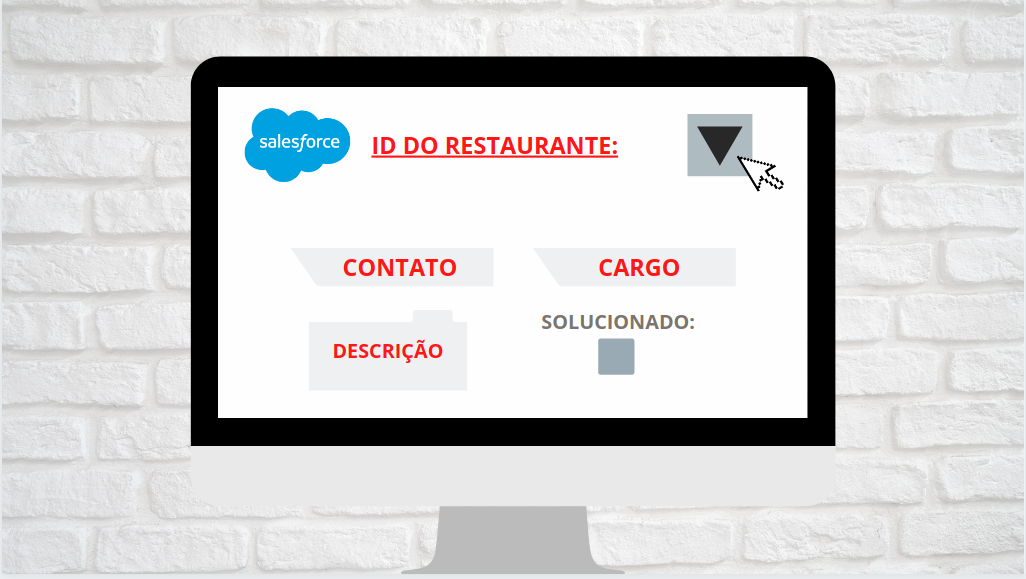 salesforce
ID DO RESTAURANTE:
CONTATO
CARGO
DESCRIÇÃO
SOLUCIONADO: